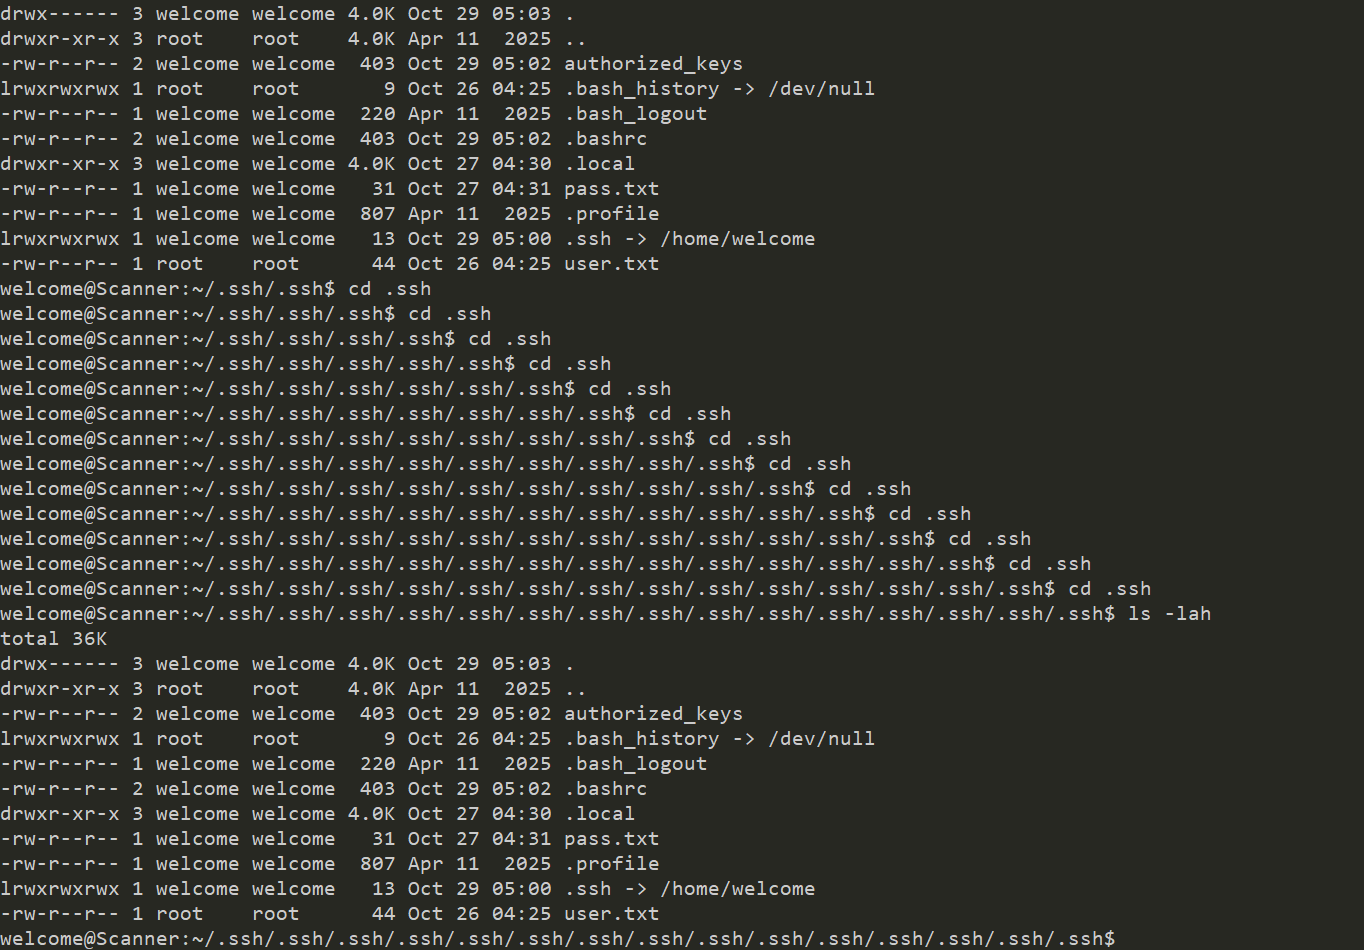 drwx------ 3 welcome welcome 4.0K Oct 29 05:03 .
drwxr-xr-x 3 root    root    4.0K Apr 11  2025 ..
-rw-r--r-- 2 welcome welcome  403 Oct 29 05:02 authorized_keys
lrwxrwxrwx 1 root    root       9 Oct 26 04:25 .bash_history -> /dev/null
-rw-r--r-- 1 welcome welcome  220 Apr 11  2025 .bash_logout
-rw-r--r-- 2 welcome welcome  403 Oct 29 05:02 .bashrc
drwxr-xr-x 3 welcome welcome 4.0K Oct 27 04:30 .local
-rw-r--r-- 1 welcome welcome   31 Oct 27 04:31 pass.txt
-rw-r--r-- 1 welcome welcome  807 Apr 11  2025 .profile
lrwxrwxrwx 1 welcome welcome   13 Oct 29 05:00 .ssh -> /home/welcome
-rw-r--r-- 1 root    root      44 Oct 26 04:25 user.txt
welcome@Scanner:~/.ssh/.ssh$ cd .ssh
welcome@Scanner:~/.ssh/.ssh/.ssh$ cd .ssh
welcome@Scanner:~/.ssh/.ssh/.ssh/.ssh$ cd .ssh
welcome@Scanner:~/.ssh/.ssh/.ssh/.ssh/.ssh$ cd .ssh
welcome@Scanner:~/.ssh/.ssh/.ssh/.ssh/.ssh/.ssh$ cd .ssh
welcome@Scanner:~/.ssh/.ssh/.ssh/.ssh/.ssh/.ssh/.ssh$ cd .ssh
welcome@Scanner:~/.ssh/.ssh/.ssh/.ssh/.ssh/.ssh/.ssh/.ssh$ cd .ssh
welcome@Scanner:~/.ssh/.ssh/.ssh/.ssh/.ssh/.ssh/.ssh/.ssh/.ssh$ cd .ssh
welcome@Scanner:~/.ssh/.ssh/.ssh/.ssh/.ssh/.ssh/.ssh/.ssh/.ssh/.ssh$ cd .ssh
welcome@Scanner:~/.ssh/.ssh/.ssh/.ssh/.ssh/.ssh/.ssh/.ssh/.ssh/.ssh/.ssh$ cd .ssh
welcome@Scanner:~/.ssh/.ssh/.ssh/.ssh/.ssh/.ssh/.ssh/.ssh/.ssh/.ssh/.ssh/.ssh$ cd .ssh
welcome@Scanner:~/.ssh/.ssh/.ssh/.ssh/.ssh/.ssh/.ssh/.ssh/.ssh/.ssh/.ssh/.ssh/.ssh$ cd .ssh
welcome@Scanner:~/.ssh/.ssh/.ssh/.ssh/.ssh/.ssh/.ssh/.ssh/.ssh/.ssh/.ssh/.ssh/.ssh/.ssh$ cd .ssh
welcome@Scanner:~/.ssh/.ssh/.ssh/.ssh/.ssh/.ssh/.ssh/.ssh/.ssh/.ssh/.ssh/.ssh/.ssh/.ssh/.ssh$ ls -lah
total 36K
drwx------ 3 welcome welcome 4.0K Oct 29 05:03 .
drwxr-xr-x 3 root    root    4.0K Apr 11  2025 ..
-rw-r--r-- 2 welcome welcome  403 Oct 29 05:02 authorized_keys
lrwxrwxrwx 1 root    root       9 Oct 26 04:25 .bash_history -> /dev/null
-rw-r--r-- 1 welcome welcome  220 Apr 11  2025 .bash_logout
-rw-r--r-- 2 welcome welcome  403 Oct 29 05:02 .bashrc
drwxr-xr-x 3 welcome welcome 4.0K Oct 27 04:30 .local
-rw-r--r-- 1 welcome welcome   31 Oct 27 04:31 pass.txt
-rw-r--r-- 1 welcome welcome  807 Apr 11  2025 .profile
lrwxrwxrwx 1 welcome welcome   13 Oct 29 05:00 .ssh -> /home/welcome
-rw-r--r-- 1 root    root      44 Oct 26 04:25 user.txt
welcome@Scanner:~/.ssh/.ssh/.ssh/.ssh/.ssh/.ssh/.ssh/.ssh/.ssh/.ssh/.ssh/.ssh/.ssh/.ssh/.ssh$